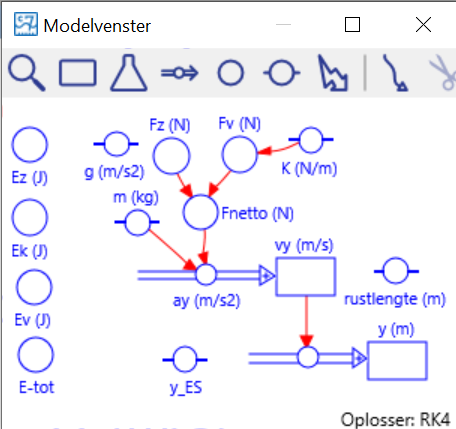 Modelvenster
Fz (N)
Fv (N)
g (m/s2)
K (N/m)
Ez (J)
m (kg)
Fnetto (N)
Ek (J)
vy (m/s)
ay (m/s2)
rustlengte (m)
Ev (J)
y (m)
E-tot
y_ES
Oplosser: RK4